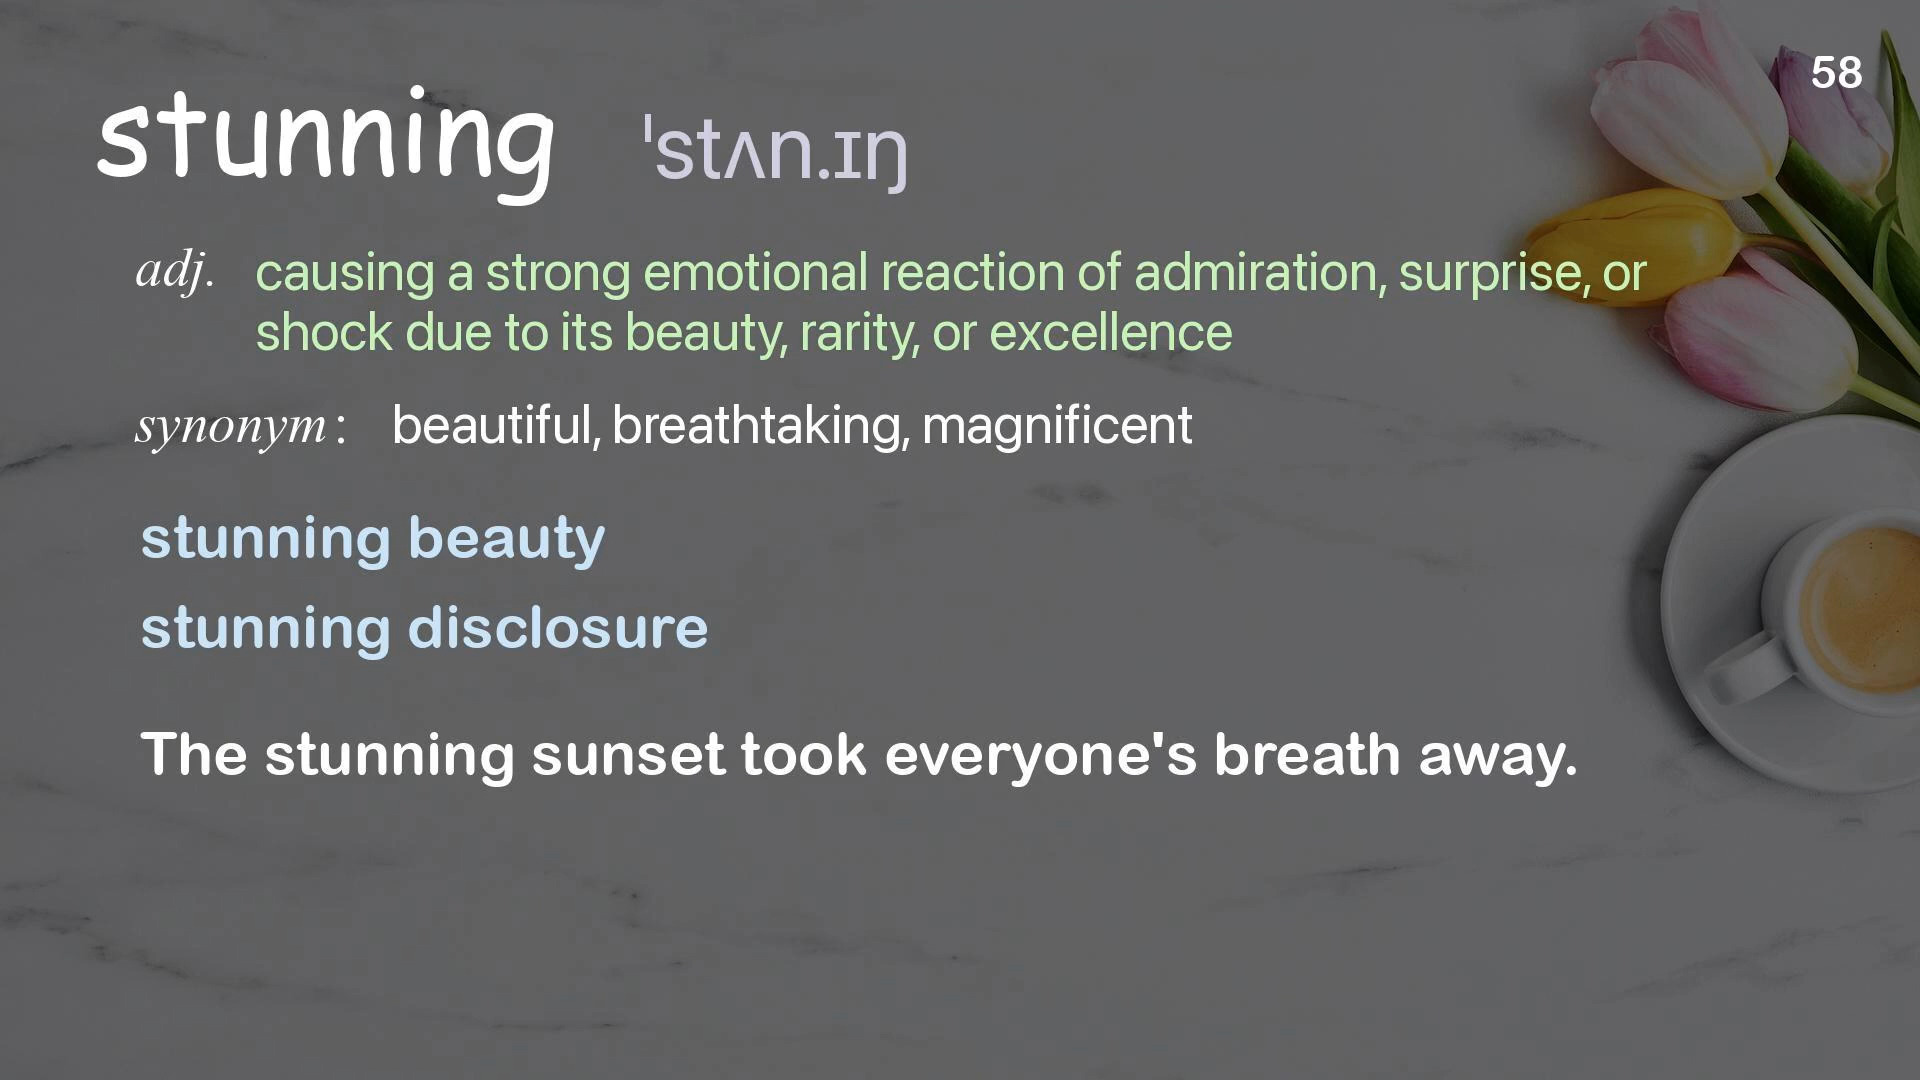 58
stunning ˈstʌn.ɪŋ
adj. causing a strong emotional reaction of admiration, surprise, or
shock due to its beauty, rarity, or excellence
synonym : beautiful, breathtaking, magnificent
stunning beauty
stunning disclosure
The stunning sunset took everyone's breath away.